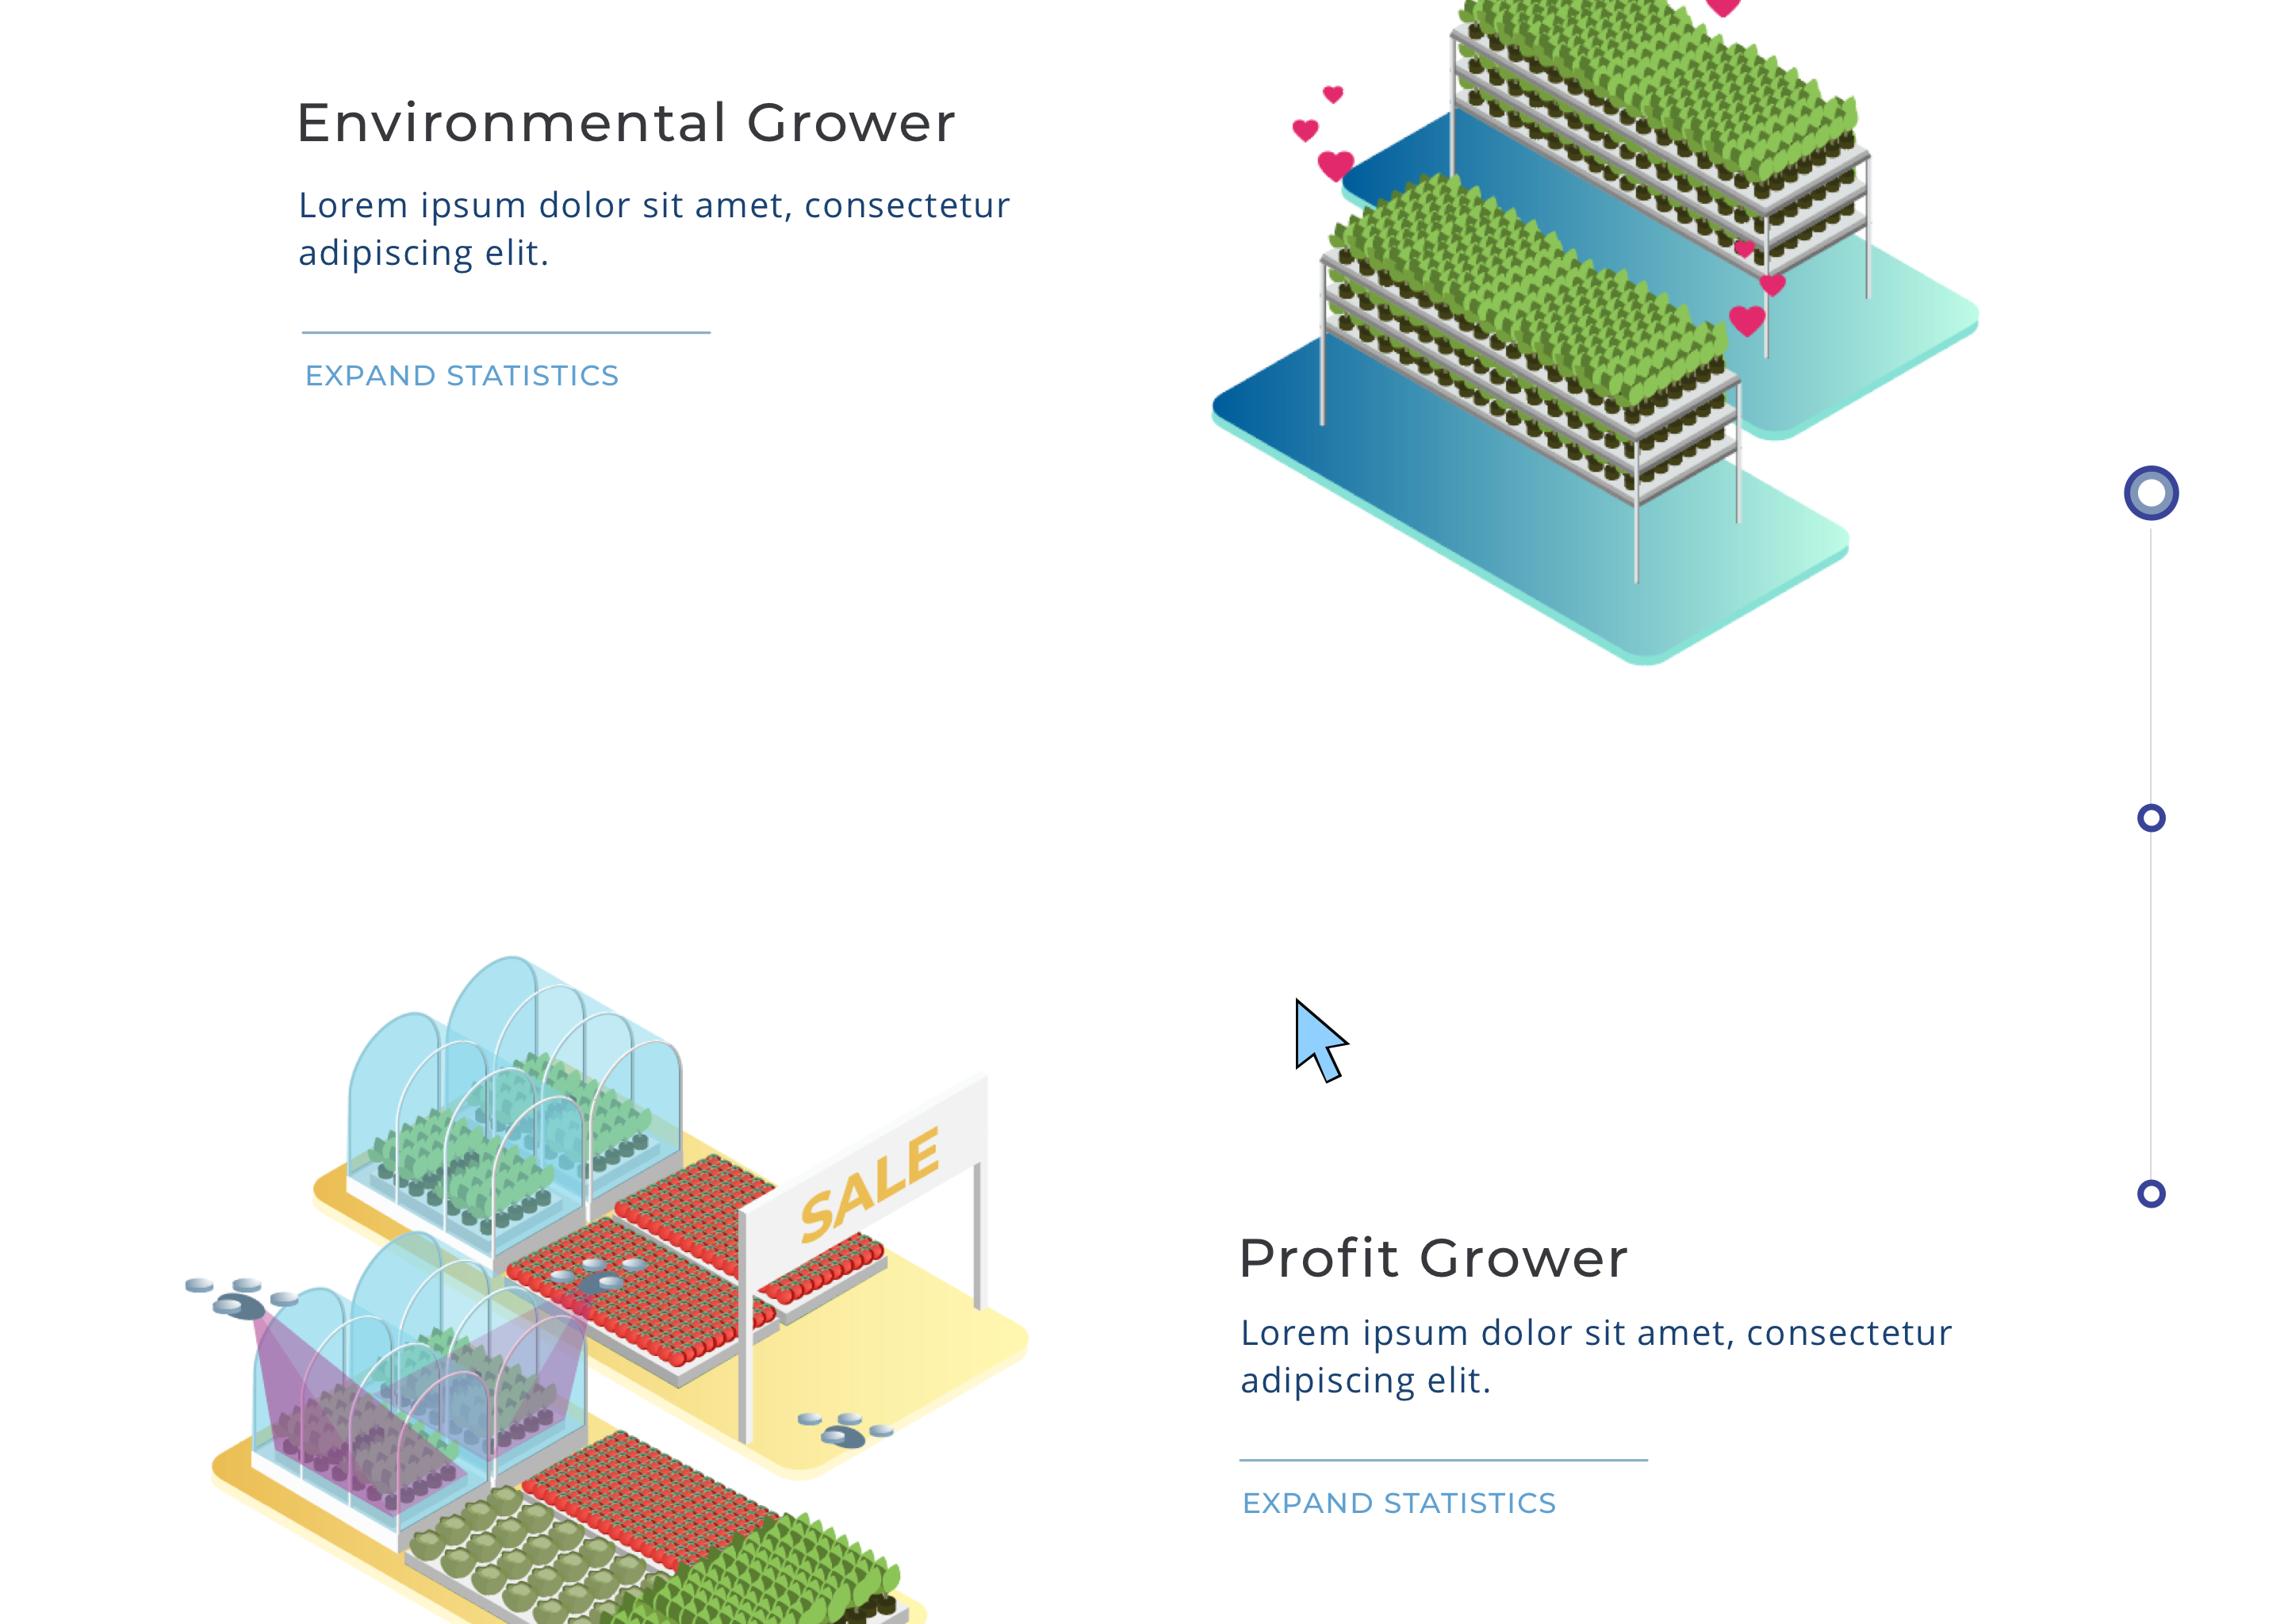 Environmental Grower
Lorem ipsum dolor sit amet, consectetur
adipiscing elit.
EXPAND STATISTICS
SALE
Profit Grower
Lorem ipsum dolor sit amet, consectetur
adipiscing elit.
EXPAND STATISTICS